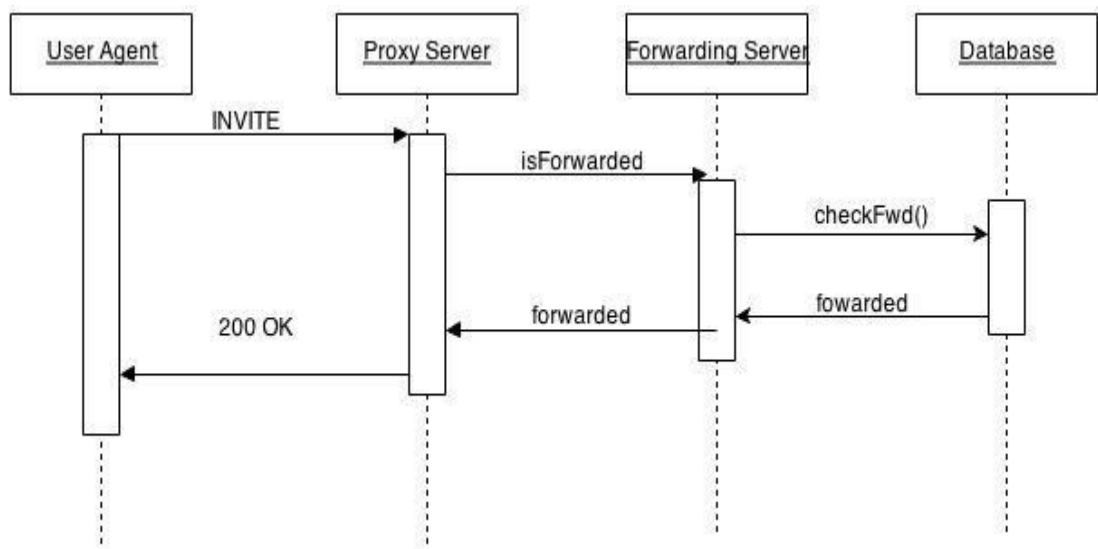 User Agent
Proxy Server
Forwarding Server
Database
INVITE
isForwarded
checkFwd()
fowarded
forwarded
200 OK